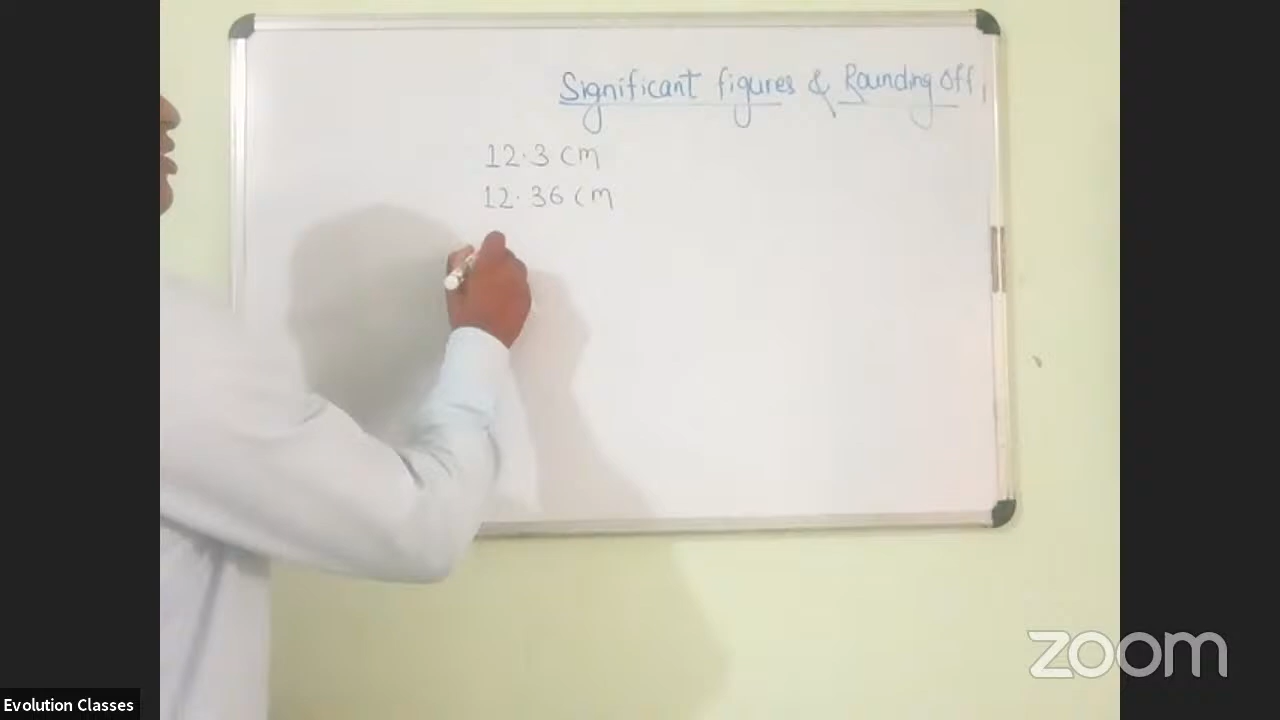 Significant figures & Rounding off,
12.3 cm
12.36 cm
zoom
Evolution Classes